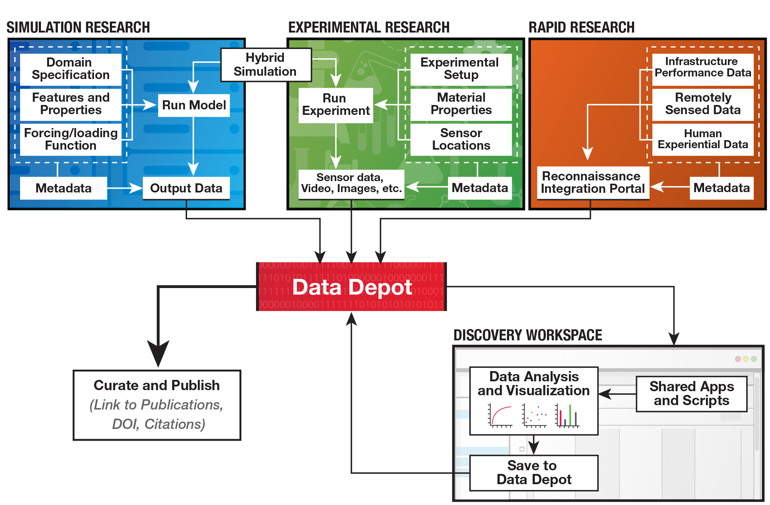 SIMULATION RESEARCH
Domain
Specification
Features and
Properties
Forcing/loading
Function
Metadata
Run Model
Output Data
Hybrid
Simulation
EXPERIMENTAL RESEARCH
Run
Experiment
Experimental
Setup
Material
Properties
Sensor
Locations
Sensor data,
Video, Images, etc.
Metadata
RAPID RESEARCH
Infrastructure
Performance Data
Remotely
Sensed Data
Human
Experiential Data
Reconnaissance
Integration Portal
Metadata
Data Depot
Curate and Publish
(Link to Publications,
DOI, Citations)
DISCOVERY WORKSPACE
Data Analysis
and Visualization
Shared Apps
and Scripts
Save to
Data Depot